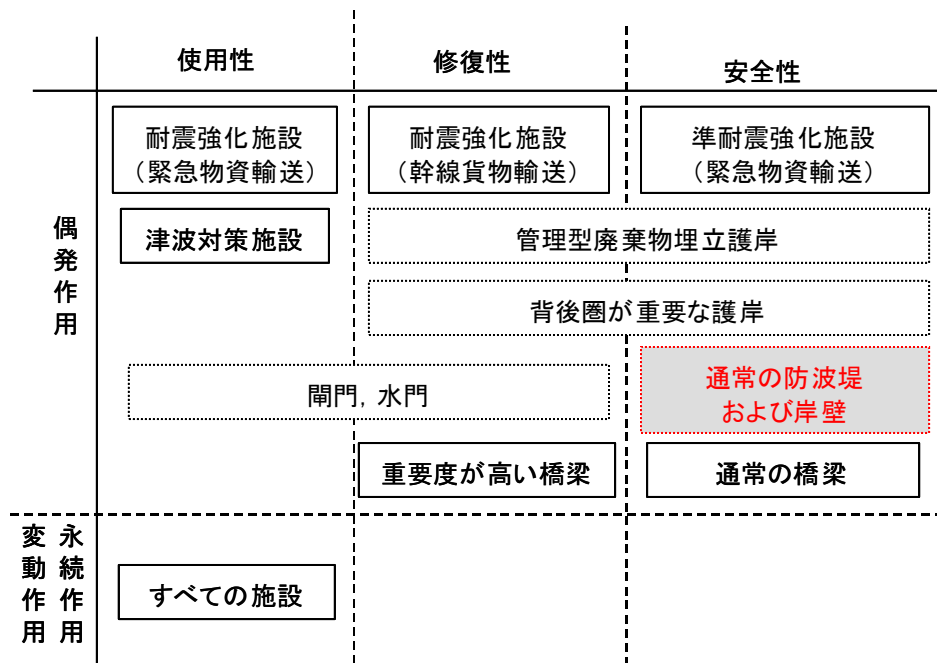 使用性
修復性
安全性
耐震強化施設
（緊急物資輸送）
耐震強化施設
（幹線貨物輸送）
準耐震強化施設
（緊急物資輸送）
偶発作用
津波対策施設
管理型廃棄物埋立護岸
背後圏が重要な護岸
閘門，水門
通常の防波堤
および岸壁
重要度が高い橋梁
通常の橋梁
永続作用
変動作用
すべての施設